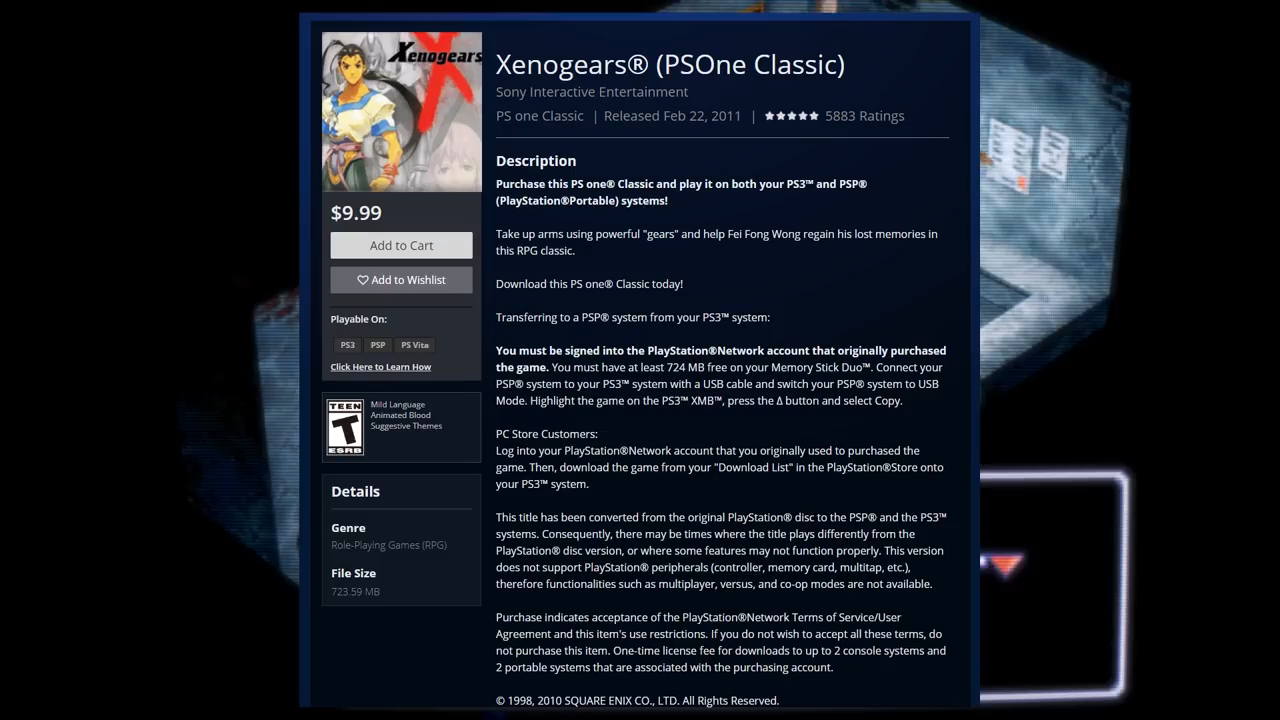 Xenogears
Xenogears® (PSOne Classic)
Sony Interactive Entertainment
PS one Classic | Released Feb 22, 2011 | ★★★★★ 5883 Ratings
$9.99
Add to Cart
♡ Add to Wishlist
Playable On:
PS3 PSP PS Vita
Click Here to Learn How
TEEN
T
ESRB
Mild Language
Animated Blood
Suggestive Themes
Details
Genre
Role-Playing Games (RPG)
File Size
723.59 MB
Description
Purchase this PS one® Classic and play it on both your PS3™ and PSP®
(PlayStation®Portable) systems!
Take up arms using powerful "gears" and help Fei Fong Wong regain his lost memories in
this RPG classic.
Download this PS one® Classic today!
Transferring to a PSP® system from your PS3™ system:
You must be signed into the PlayStation®Network account that originally purchased
the game. You must have at least 724 MB free on your Memory Stick Duo™. Connect your
PSP® system to your PS3™ system with a USB cable and switch your PSP® system to USB
Mode. Highlight the game on the PS3™ XMB™, press the Δ button and select Copy.
PC Store Customers:
Log into your PlayStation®Network account that you originally used to purchased the
game. Then, download the game from your "Download List" in the PlayStation®Store onto
your PS3™ system.
This title has been converted from the original PlayStation® disc to the PSP® and the PS3™
systems. Consequently, there may be times where the title plays differently from the
PlayStation® disc version, or where some features may not function properly. This version
does not support PlayStation® peripherals (controller, memory card, multitap, etc.),
therefore functionalities such as multiplayer, versus, and co-op modes are not available.
Purchase indicates acceptance of the PlayStation®Network Terms of Service/User
Agreement and this item's use restrictions. If you do not wish to accept all these terms, do
not purchase this item. One-time license fee for downloads to up to 2 console systems and
2 portable systems that are associated with the purchasing account.
© 1998, 2010 SQUARE ENIX CO., LTD. All Rights Reserved.